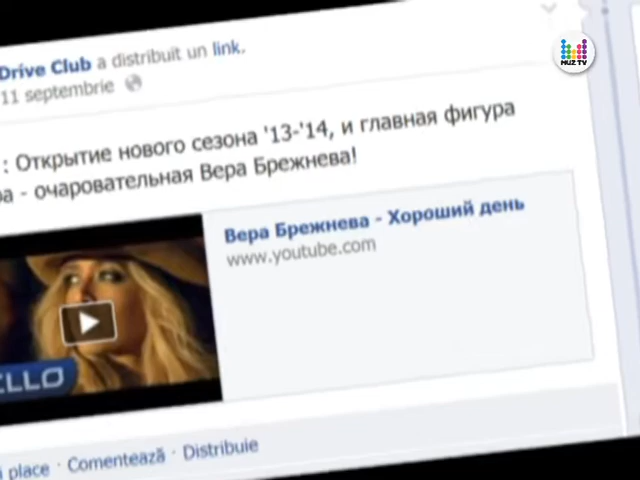 Drive Club a distribuit un link.
11 septembrie
MUZ TV
: Открытие нового сезона '13-'14, и главная фигура
ра - очаровательная Вера Брежнева!
Вера Брежнева - Хороший день
www.youtube.com
ELLO
place · Comentează · Distribuie